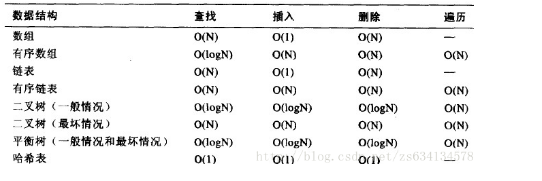 数据结构 查找 插入 删除 遍历
数组 O(N) O(1) O(N) —
有序数组 O(logN) O(N) O(N) O(N)
链表 O(N) O(1) O(N) —
有序链表 O(N) O(N) O(N) O(N)
二叉树（一般情况） O(logN) O(logN) O(logN) O(N)
二叉树（最坏情况） O(N) O(N) O(N) O(N)
平衡树（一般情况和最坏情况） O(logN) O(logN) O(logN) O(N)
哈希表 O(1) O(1) O(1) —
http://blog.csdn.net/zs634134578